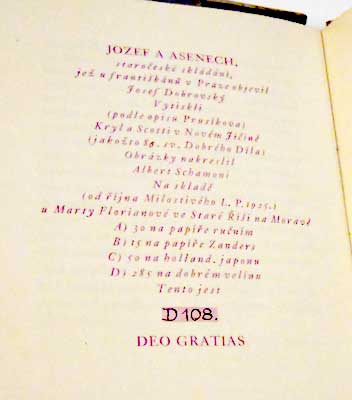 JOZEF A ASENECH,
staročeské skládání,
jež u františkánů v Praze objevil
Josef Dobrovský
Vytiskli
(podle opisu Prusíkova)
Kryl a Scotti v Novém Jičíně
(jakožto 89. sv. Dobrého Díla)
Obrázky nakreslil
Albert Schamoni
Na skladě
(od října Milostivého L. P. 1925.)
u Marty Florianové ve Staré Říši na Moravě
A) 30 na papíře ručním
B) 15 na papíře Zanders
C) 50 na holland. japonu
D) 285 na dobrém velinu
Tento jest
D 108.
DEO GRATIAS